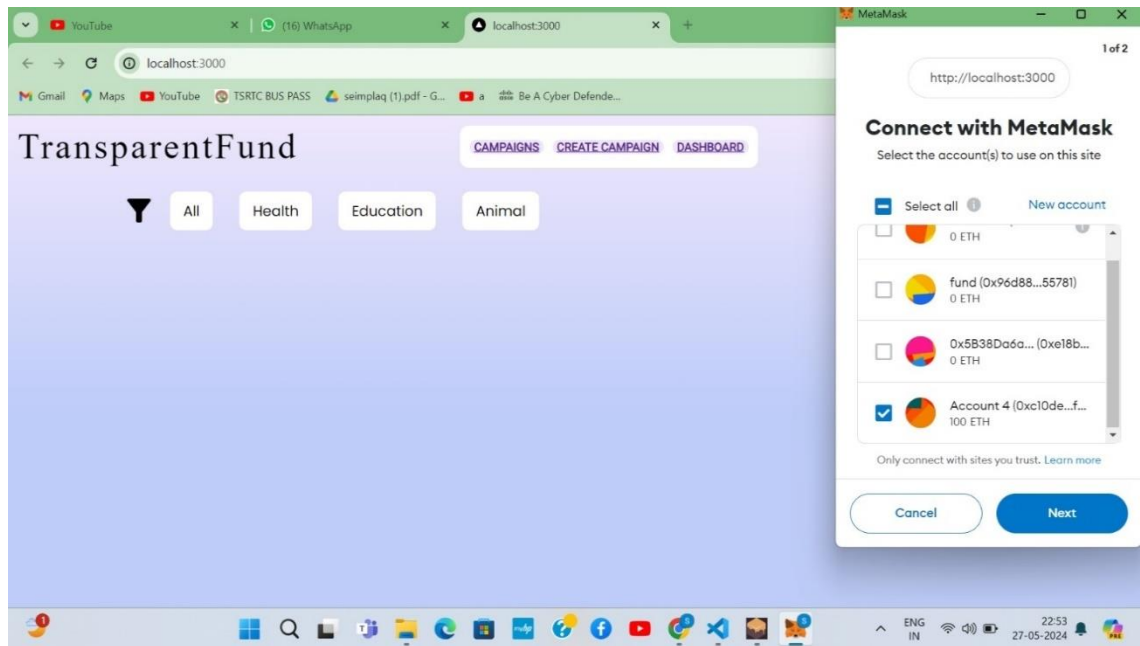 YouTube
(16) WhatsApp
localhost:3000
MetaMask
localhost:3000
1 of 2
Gmail
Maps
YouTube
TSRTC BUS PASS
seimplaq (1).pdf - G...
a
Be A Cyber Defende...
http://localhost:3000
TransparentFund
CAMPAIGNS
CREATE CAMPAIGN
DASHBOARD
Connect with MetaMask
Select the account(s) to use on this site
All
Health
Education
Animal
Select all
New account
0 ETH
fund (0x96d88...55781)
0 ETH
0x5B38Da6a... (0xe18b...
0 ETH
Account 4 (0xc10de...f...
100 ETH
Only connect with sites you trust. Learn more
Cancel
Next
ENG
IN
22:53
27-05-2024